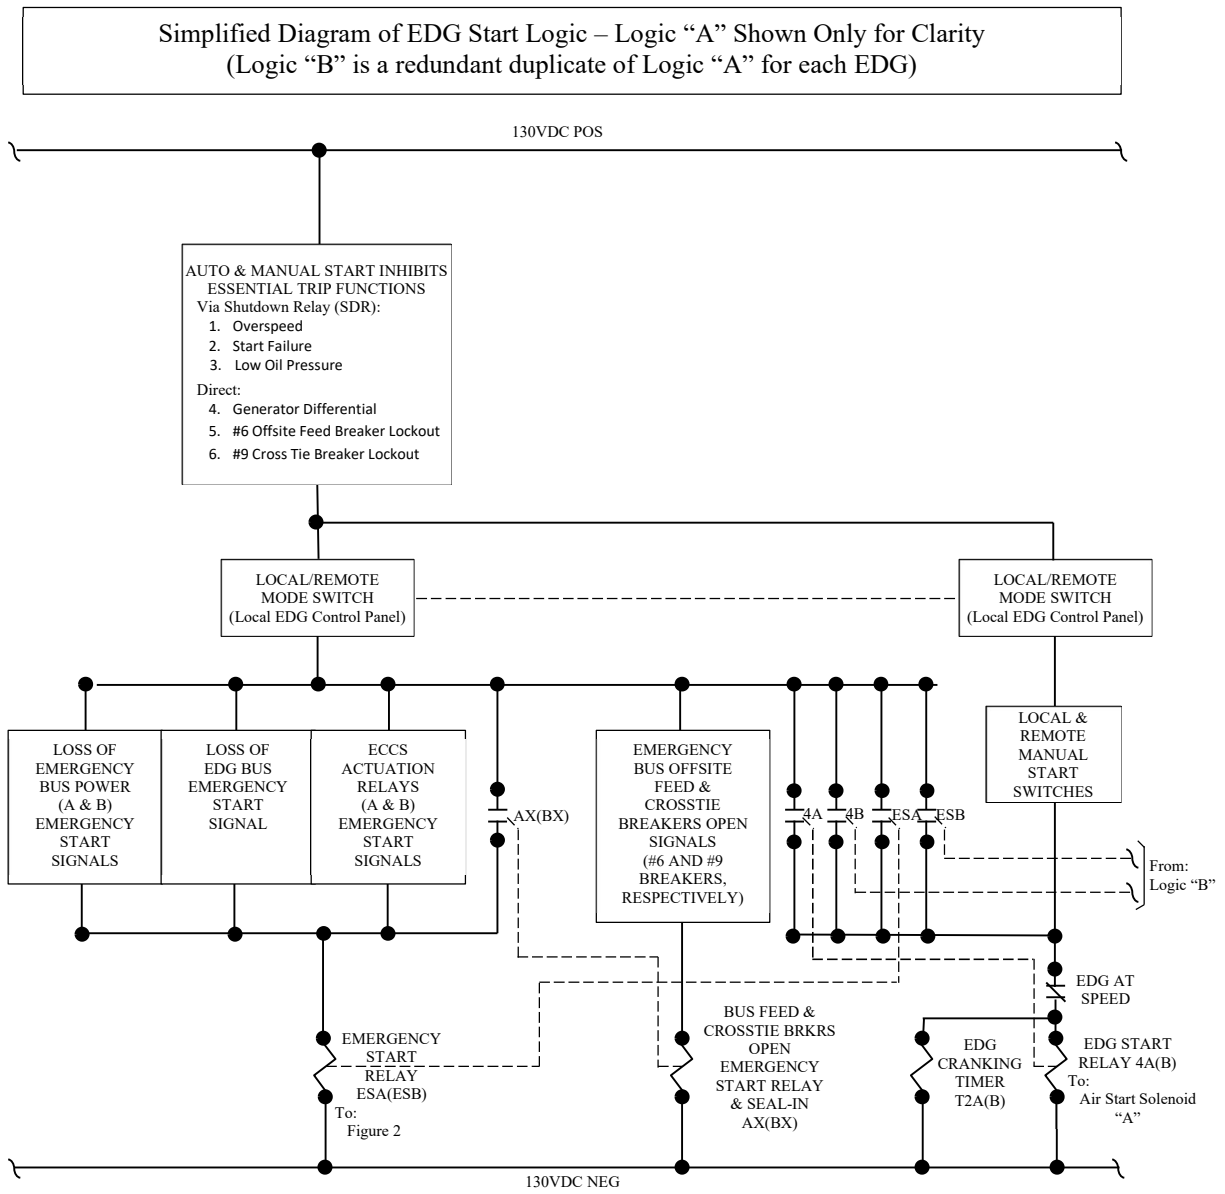 Simplified Diagram of EDG Start Logic – Logic “A” Shown Only for Clarity
(Logic “B” is a redundant duplicate of Logic “A” for each EDG)
130VDC POS
AUTO & MANUAL START INHIBITS
ESSENTIAL TRIP FUNCTIONS
Via Shutdown Relay (SDR):
1. Overspeed
2. Start Failure
3. Low Oil Pressure
Direct:
4. Generator Differential
5. #6 Offsite Feed Breaker Lockout
6. #9 Cross Tie Breaker Lockout
LOCAL/REMOTE
MODE SWITCH
(Local EDG Control Panel)
LOCAL/REMOTE
MODE SWITCH
(Local EDG Control Panel)
LOSS OF
EMERGENCY
BUS POWER
(A & B)
EMERGENCY
START
SIGNALS
LOSS OF
EDG BUS
EMERGENCY
START
SIGNAL
ECCS
ACTUATION
RELAYS
(A & B)
EMERGENCY
START
SIGNALS
AX(BX)
EMERGENCY
BUS OFFSITE
FEED &
CROSSTIE
BREAKERS OPEN
SIGNALS
(#6 AND #9
BREAKERS,
RESPECTIVELY)
4A
4B
ESA
ESB
LOCAL &
REMOTE
MANUAL
START
SWITCHES
From:
Logic “B”
EDG AT
SPEED
EMERGENCY
START
RELAY
ESA(ESB)
To:
Figure 2
BUS FEED &
CROSSTIE BRKRS
OPEN
EMERGENCY
START RELAY
& SEAL-IN
AX(BX)
EDG
CRANKING
TIMER
T2A(B)
EDG START
RELAY 4A(B)
To:
Air Start Solenoid
“A”
130VDC NEG